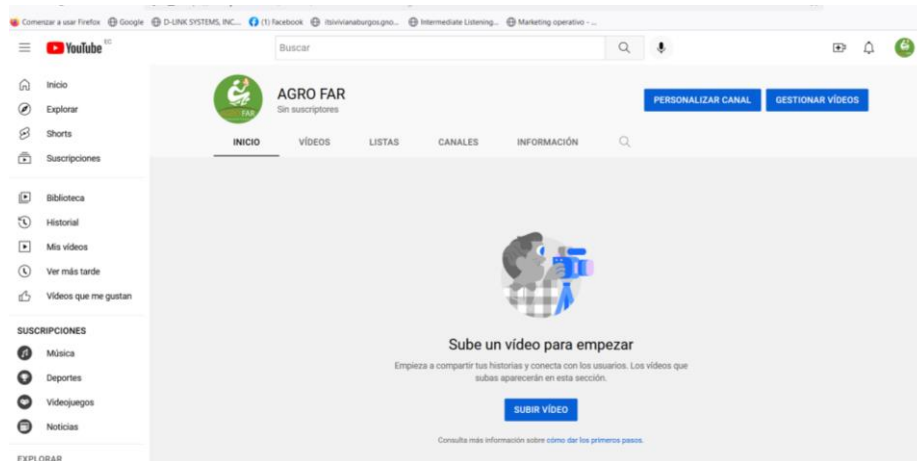 Comenzar a usar Firefox Google D-LINK SYSTEMS, INC... (1) Facebook itsivivianaburgos.gno... Intermediate Listening... Marketing operativo - ...
YouTube EC
Buscar
Inicio
Explorar
Shorts
Suscripciones
Biblioteca
Historial
Mis vídeos
Ver más tarde
Vídeos que me gustan
SUSCRIPCIONES
Música
Deportes
Videojuegos
Noticias
EXPLORAR
FAR
AGRO FAR
Sin suscriptores
PERSONALIZAR CANAL GESTIONAR VÍDEOS
INICIO VÍDEOS LISTAS CANALES INFORMACIÓN
Sube un vídeo para empezar
Empieza a compartir tus historias y conecta con los usuarios. Los vídeos que
subas aparecerán en esta sección.
SUBIR VÍDEO
Consulta más información sobre cómo dar los primeros pasos.